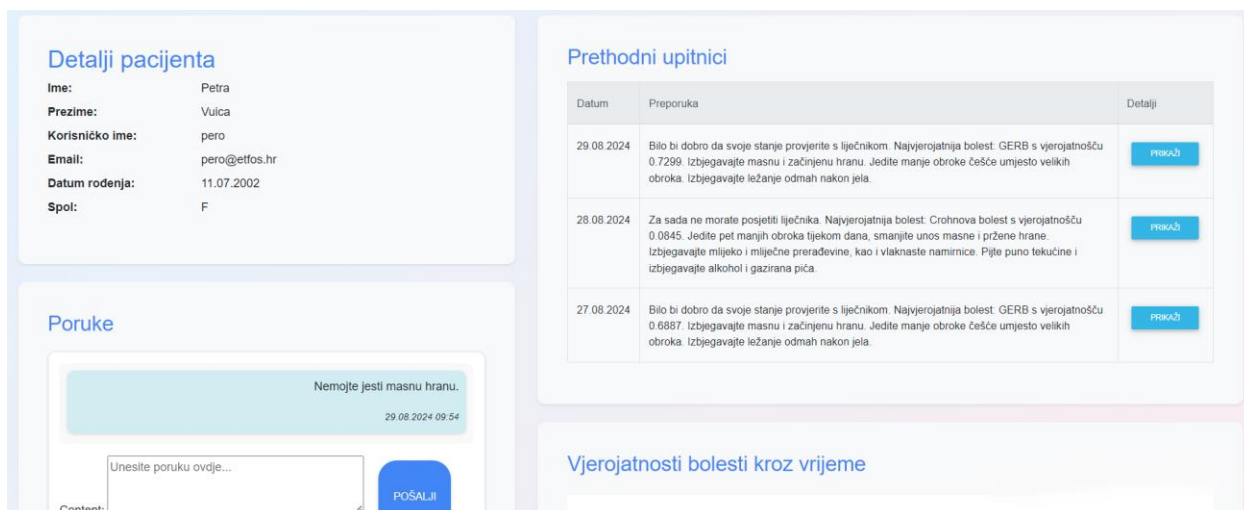 Detalji pacijenta
Ime: Petra
Prezime: Vuica
Korisničko ime: pero
Email: pero@etfos.hr
Datum rođenja: 11.07.2002
Spol: F
Poruke
Nemojte jesti masnu hranu.
29.08.2024 09:54
Unesite poruku ovdje...
Content:
POŠALJI
Prethodni upitnici
Datum Preporuka Detalji
29.08.2024 Bilo bi dobro da svoje stanje provjerite s liječnikom. Najvjerojatnija bolest: GERB s vjerojatnošču
0.7299. Izbjegavajte masnu i začinjenu hranu. Jedite manje obroke češće umjesto velikih
obroka. Izbjegavajte ležanje odmah nakon jela.
PRIKAŽI
28.08.2024 Za sada ne morate posjetiti liječnika. Najvjerojatnija bolest: Crohnova bolest s vjerojatnošču
0.0845. Jedite pet manjih obroka tijekom dana, smanjite unos masne i pržene hrane.
Izbjegavajte mlijeko i mliječne prerađevine, kao i vlaknaste namirnice. Pijte puno tekućine i
izbjegavajte alkohol i gazirana pića.
PRIKAŽI
27.08.2024 Bilo bi dobro da svoje stanje provjerite s liječnikom. Najvjerojatnija bolest: GERB s vjerojatnošču
0.6887. Izbjegavajte masnu i začinjenu hranu. Jedite manje obroke češće umjesto velikih
obroka. Izbjegavajte ležanje odmah nakon jela.
PRIKAŽI
Vjerojatnosti bolesti kroz vrijeme